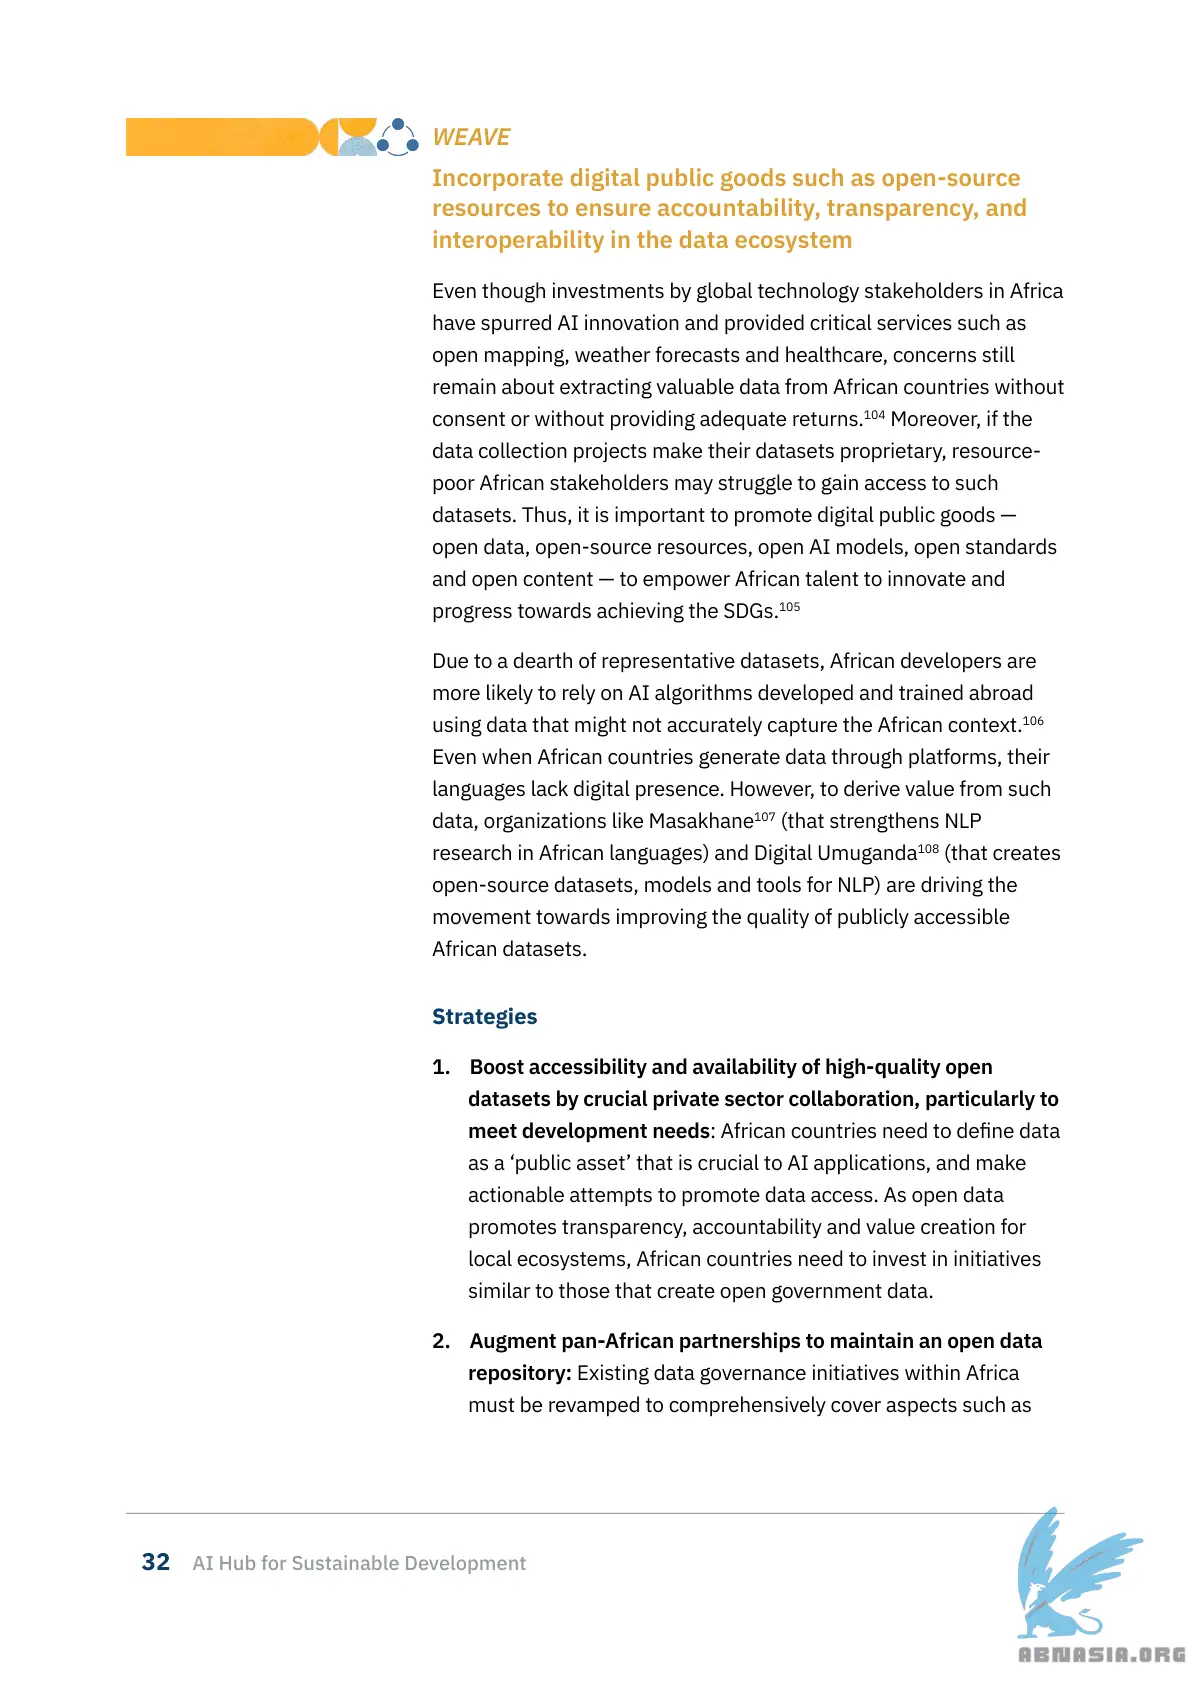 WEAVE
Incorporate digital public goods such as open-source
resources to ensure accountability, transparency, and
interoperability in the data ecosystem
Even though investments by global technology stakeholders in Africa
have spurred AI innovation and provided critical services such as
open mapping, weather forecasts and healthcare, concerns still
remain about extracting valuable data from African countries without
consent or without providing adequate returns.104 Moreover, if the
data collection projects make their datasets proprietary, resource-
poor African stakeholders may struggle to gain access to such
datasets. Thus, it is important to promote digital public goods —
open data, open-source resources, open AI models, open standards
and open content — to empower African talent to innovate and
progress towards achieving the SDGs.105
Due to a dearth of representative datasets, African developers are
more likely to rely on AI algorithms developed and trained abroad
using data that might not accurately capture the African context.106
Even when African countries generate data through platforms, their
languages lack digital presence. However, to derive value from such
data, organizations like Masakhane107 (that strengthens NLP
research in African languages) and Digital Umuganda108 (that creates
open-source datasets, models and tools for NLP) are driving the
movement towards improving the quality of publicly accessible
African datasets.
Strategies
1. Boost accessibility and availability of high-quality open
datasets by crucial private sector collaboration, particularly to
meet development needs: African countries need to define data
as a ‘public asset’ that is crucial to AI applications, and make
actionable attempts to promote data access. As open data
promotes transparency, accountability and value creation for
local ecosystems, African countries need to invest in initiatives
similar to those that create open government data.
2. Augment pan-African partnerships to maintain an open data
repository: Existing data governance initiatives within Africa
must be revamped to comprehensively cover aspects such as
32 AI Hub for Sustainable Development
ABNASIA.ORG